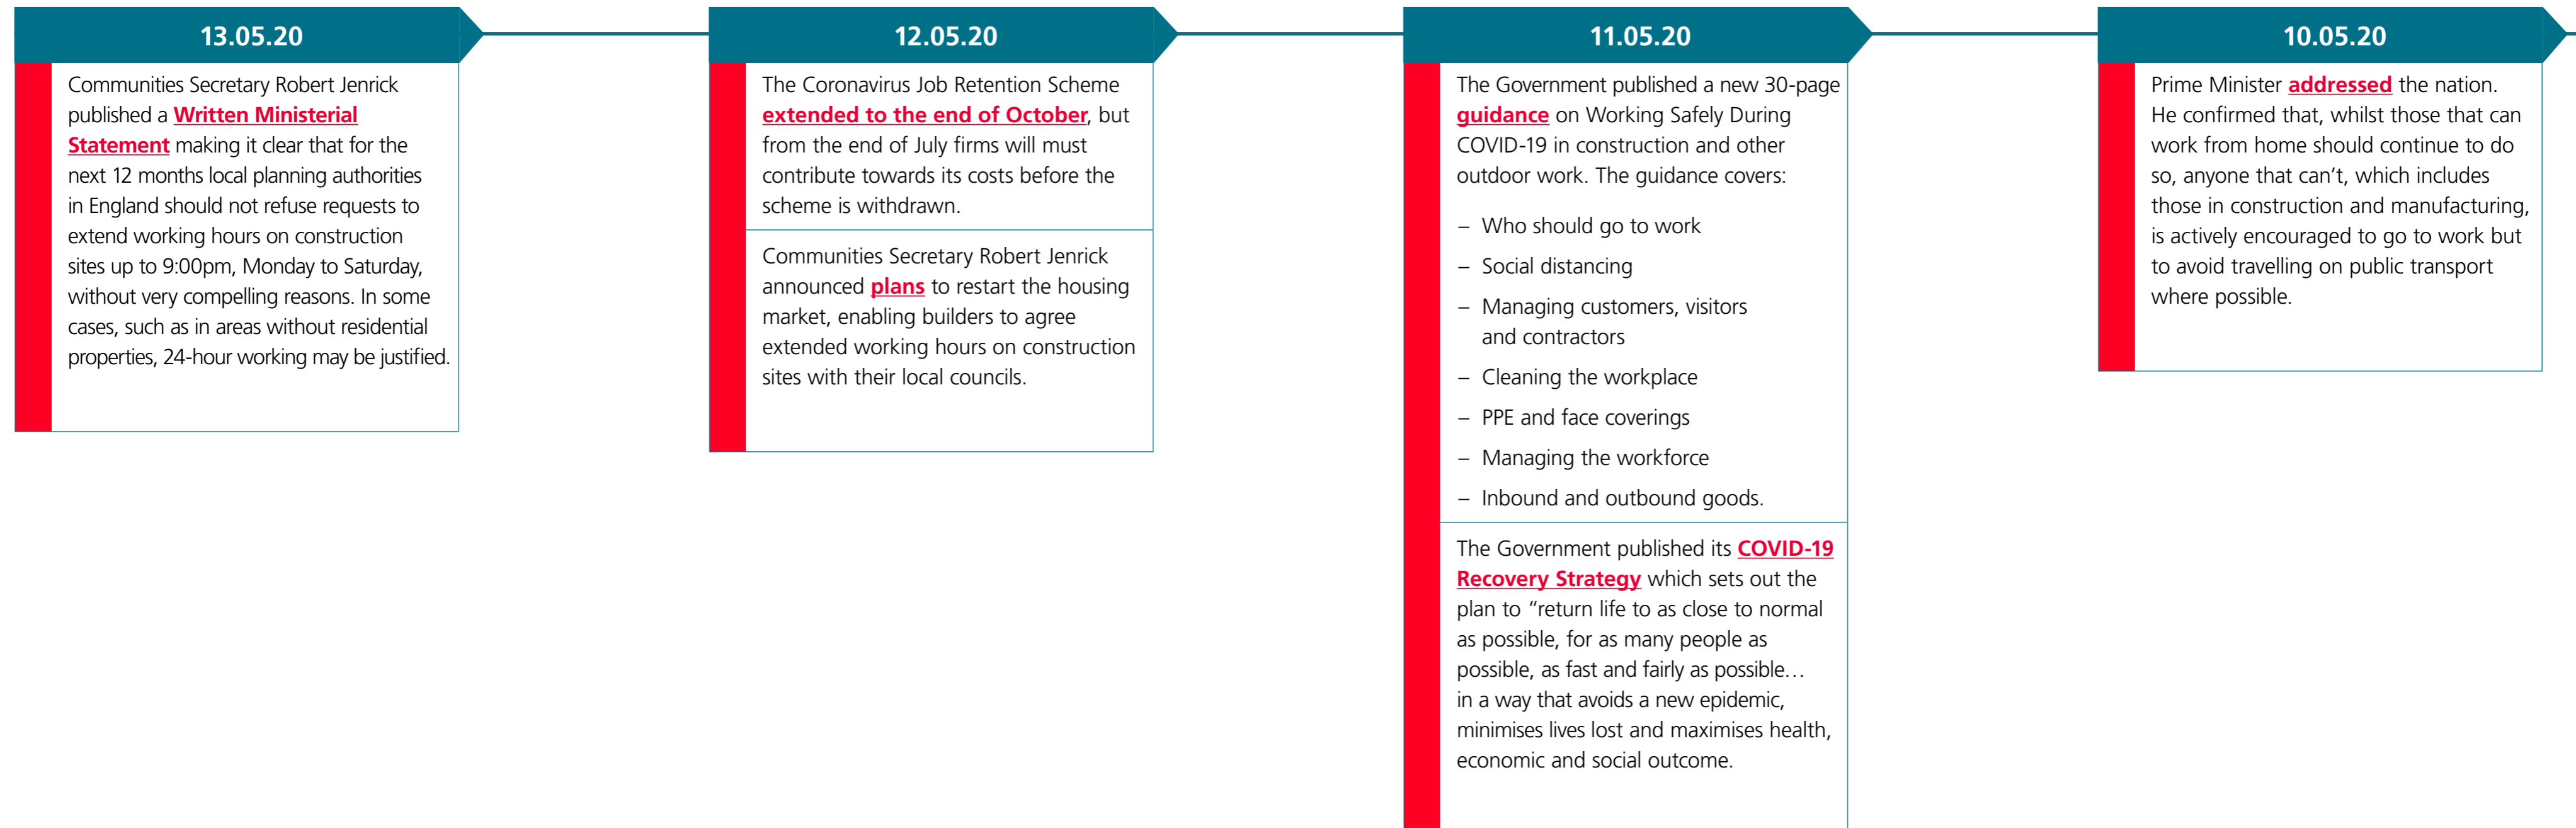 13.05.20
Communities Secretary Robert Jenrick
published a Written Ministerial
Statement making it clear that for the
next 12 months local planning authorities
in England should not refuse requests to
extend working hours on construction
sites up to 9:00pm, Monday to Saturday,
without very compelling reasons. In some
cases, such as in areas without residential
properties, 24-hour working may be justified.
12.05.20
The Coronavirus Job Retention Scheme
extended to the end of October, but
from the end of July firms will must
contribute towards its costs before the
scheme is withdrawn.
Communities Secretary Robert Jenrick
announced plans to restart the housing
market, enabling builders to agree
extended working hours on construction
sites with their local councils.
11.05.20
The Government published a new 30-page
guidance on Working Safely During
COVID-19 in construction and other
outdoor work. The guidance covers:
– Who should go to work
– Social distancing
– Managing customers, visitors
and contractors
– Cleaning the workplace
– PPE and face coverings
– Managing the workforce
– Inbound and outbound goods.
The Government published its COVID-19
Recovery Strategy which sets out the
plan to “return life to as close to normal
as possible, for as many people as
possible, as fast and fairly as possible…
in a way that avoids a new epidemic,
minimises lives lost and maximises health,
economic and social outcome.
10.05.20
Prime Minister addressed the nation.
He confirmed that, whilst those that can
work from home should continue to do
so, anyone that can’t, which includes
those in construction and manufacturing,
is actively encouraged to go to work but
to avoid travelling on public transport
where possible.